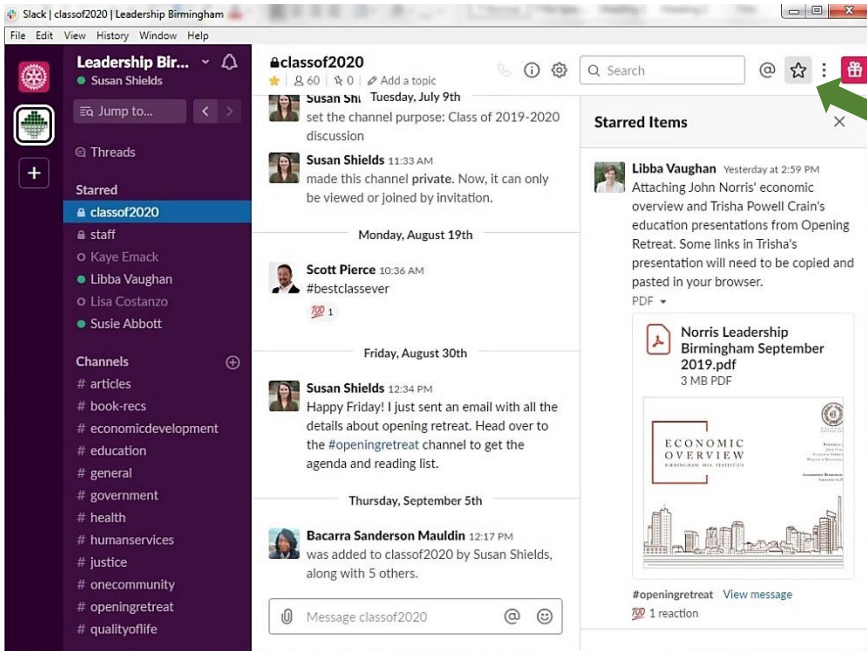 Slack | classof2020 | Leadership Birmingham
File Edit View History Window Help
Leadership Bir...
Susan Shields
Jump to...
Threads
Starred
classof2020
staff
Kaye Emack
Libba Vaughan
Lisa Costanzo
Susie Abbott
Channels
# articles
# book-recs
# economicdevelopment
# education
# general
# government
# health
# humanservices
# justice
# onecommunity
# openingretreat
# qualityoflife
classof2020
60 | 0 | Add a topic
Susan Shi
Tuesday, July 9th
set the channel purpose: Class of 2019-2020
discussion
Susan Shields 11:33 AM
made this channel private. Now, it can only
be viewed or joined by invitation.
Monday, August 19th
Scott Pierce 10:36 AM
#bestclassever
100 1
Friday, August 30th
Susan Shields 12:34 PM
Happy Friday! I just sent an email with all the
details about opening retreat. Head over to
the #openingretreat channel to get the
agenda and reading list.
Thursday, September 5th
Bacarra Sanderson Mauldin 12:17 PM
was added to classof2020 by Susan Shields,
along with 5 others.
Message classof2020
Search
Starred Items
Libba Vaughan Yesterday at 2:59 PM
Attaching John Norris' economic
overview and Trisha Powell Crain's
education presentations from Opening
Retreat. Some links in Trisha's
presentation will need to be copied and
pasted in your browser.
PDF
Norris Leadership
Birmingham September
2019.pdf
3 MB PDF
ECONOMIC
OVERVIEW
BIRMINGHAM MSA STATISTICS
#openingretreat View message
100 1 reaction